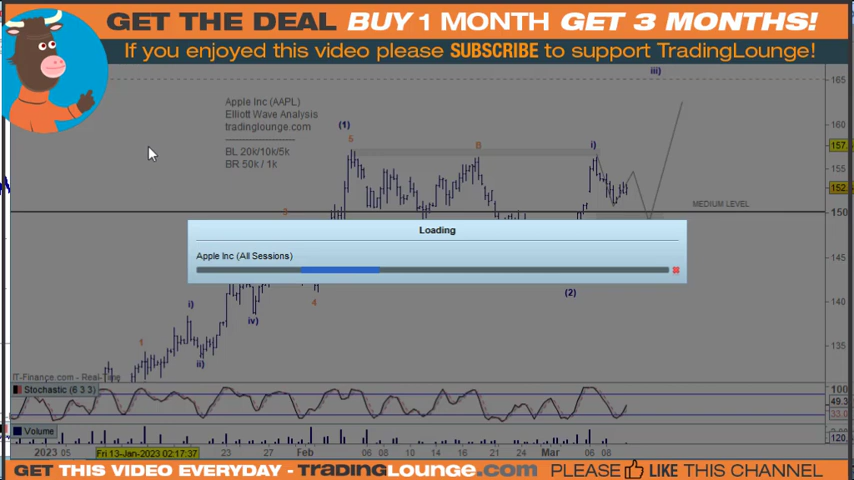 GET THE DEAL BUY 1 MONTH GET 3 MONTHS!
If you enjoyed this video please SUBSCRIBE to support TradingLounge!
iii)
165
Apple Inc (AAPL)
Elliott Wave Analysis
tradinglounge.com
BL 20k/10k/5k
BR 50k / 1k
(1)
5
B
i)
160
157.
152.
MEDIUM LEVEL
150
3
Loading
Apple Inc (All Sessions)
145
4
(2)
140
i)
iv)
1
ii)
135
IT-Finance.com - Real-Time
Stochastic (6 3 3)
100
49.3
33.0
Volume
120,
2023 05
Fri 13-Jan-2023 02:17:37
23
Feb
06 08 10 14 16 21 24
Mar
06 08
GET THIS VIDEO EVERYDAY - TRADINGLOUNGE.com PLEASE LIKE THIS CHANNEL